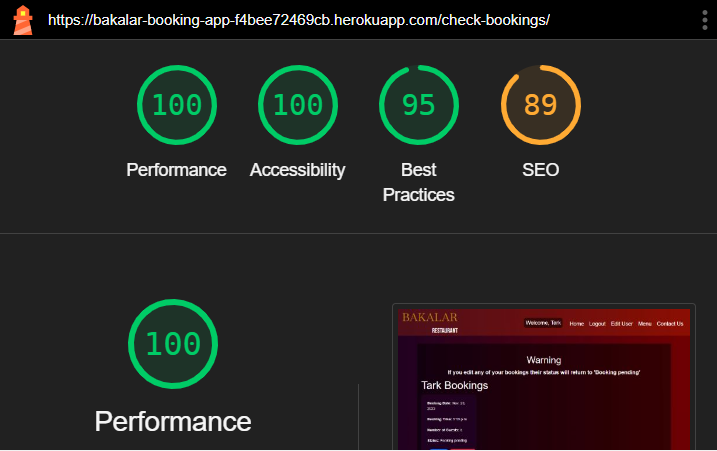 https://bakalar-booking-app-f4bee72469cb.herokuapp.com/check-bookings/
100 100 95 89
Performance Accessibility Best Practices SEO
100
Performance
BAKALAR
RESTAURANT
Welcome, Tark Home Logout Edit User Menu Contact Us
Warning
If you edit any of your bookings their status will return to 'Booking pending'
Tark Bookings
Booking Date: Nov. 
2023
Booking Time:
Number of Guests:
Status: Booking pending